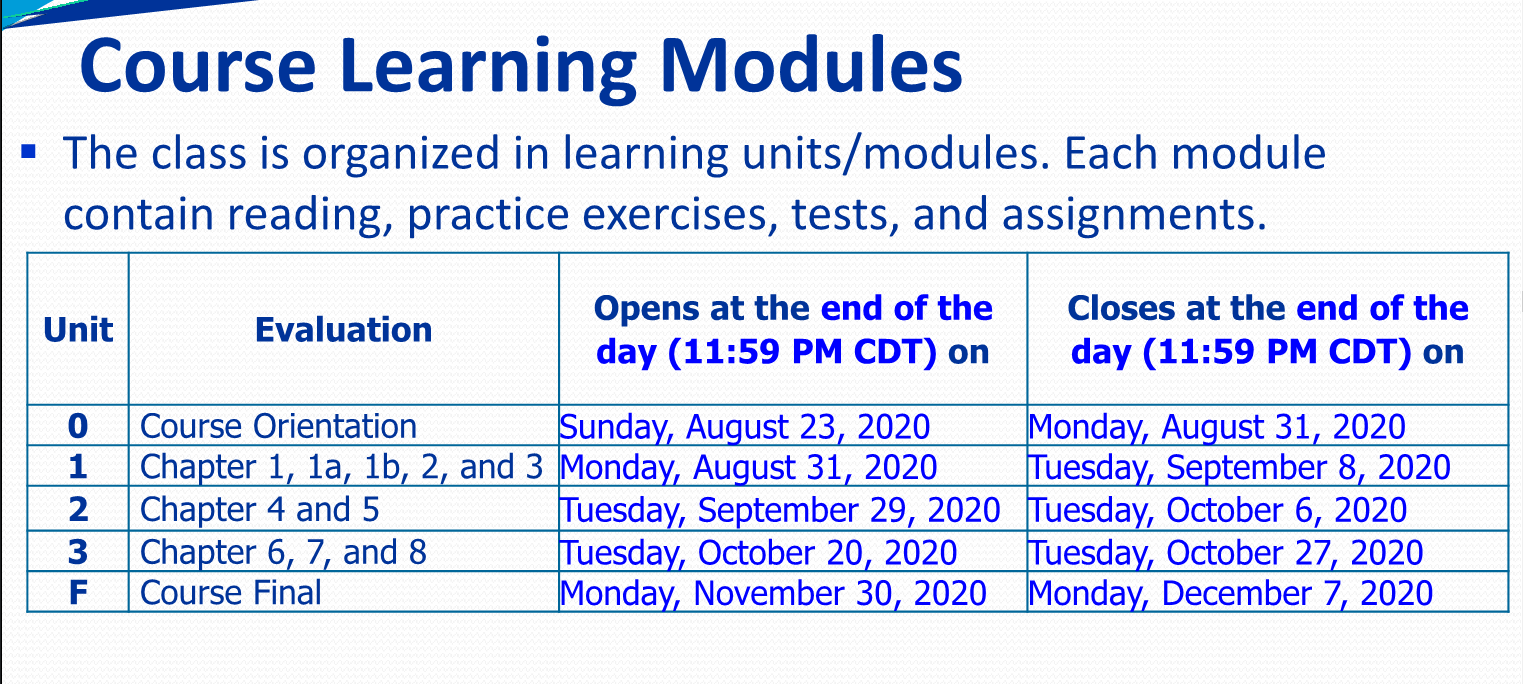 Course Learning Modules
▪ The class is organized in learning units/modules. Each module
contain reading, practice exercises, tests, and assignments.
Unit Evaluation Opens at the end of the day (11:59 PM CDT) on Closes at the end of the day (11:59 PM CDT) on
0 Course Orientation Sunday, August 23, 2020 Monday, August 31, 2020
1 Chapter 1, 1a, 1b, 2, and 3 Monday, August 31, 2020 Tuesday, September 8, 2020
2 Chapter 4 and 5 Tuesday, September 29, 2020 Tuesday, October 6, 2020
3 Chapter 6, 7, and 8 Tuesday, October 20, 2020 Tuesday, October 27, 2020
F Course Final Monday, November 30, 2020 Monday, December 7, 2020